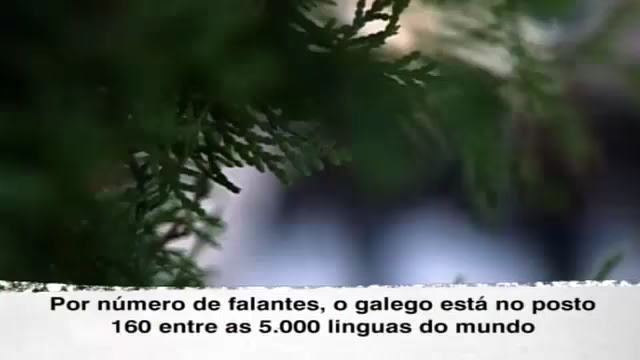 Por número de falantes, o galego está no posto
160 entre as 5.000 linguas do mundo